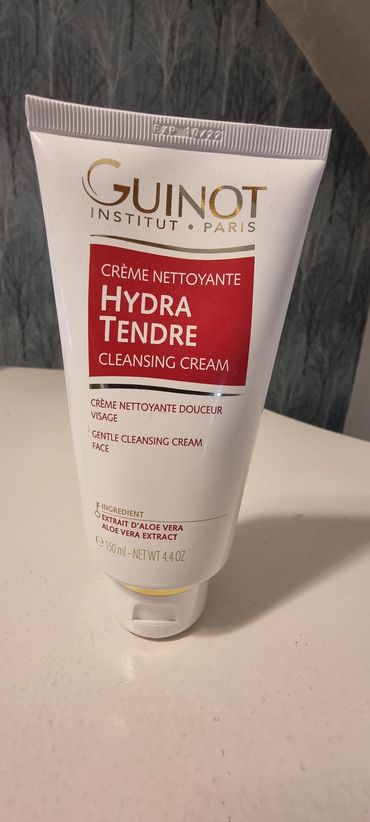 EXP 10/22
GUINOT
INSTITUT • PARIS
CRÈME NETTOYANTE
HYDRA
TENDRE
CLEANSING CREAM
CRÈME NETTOYANTE DOUCEUR
VISAGE
GENTLE CLEANSING CREAM
FACE
INGREDIENT
EXTRAIT D'ALOE VERA
ALOE VERA EXTRACT
℮ 150 ml - NET WT 4.4 OZ